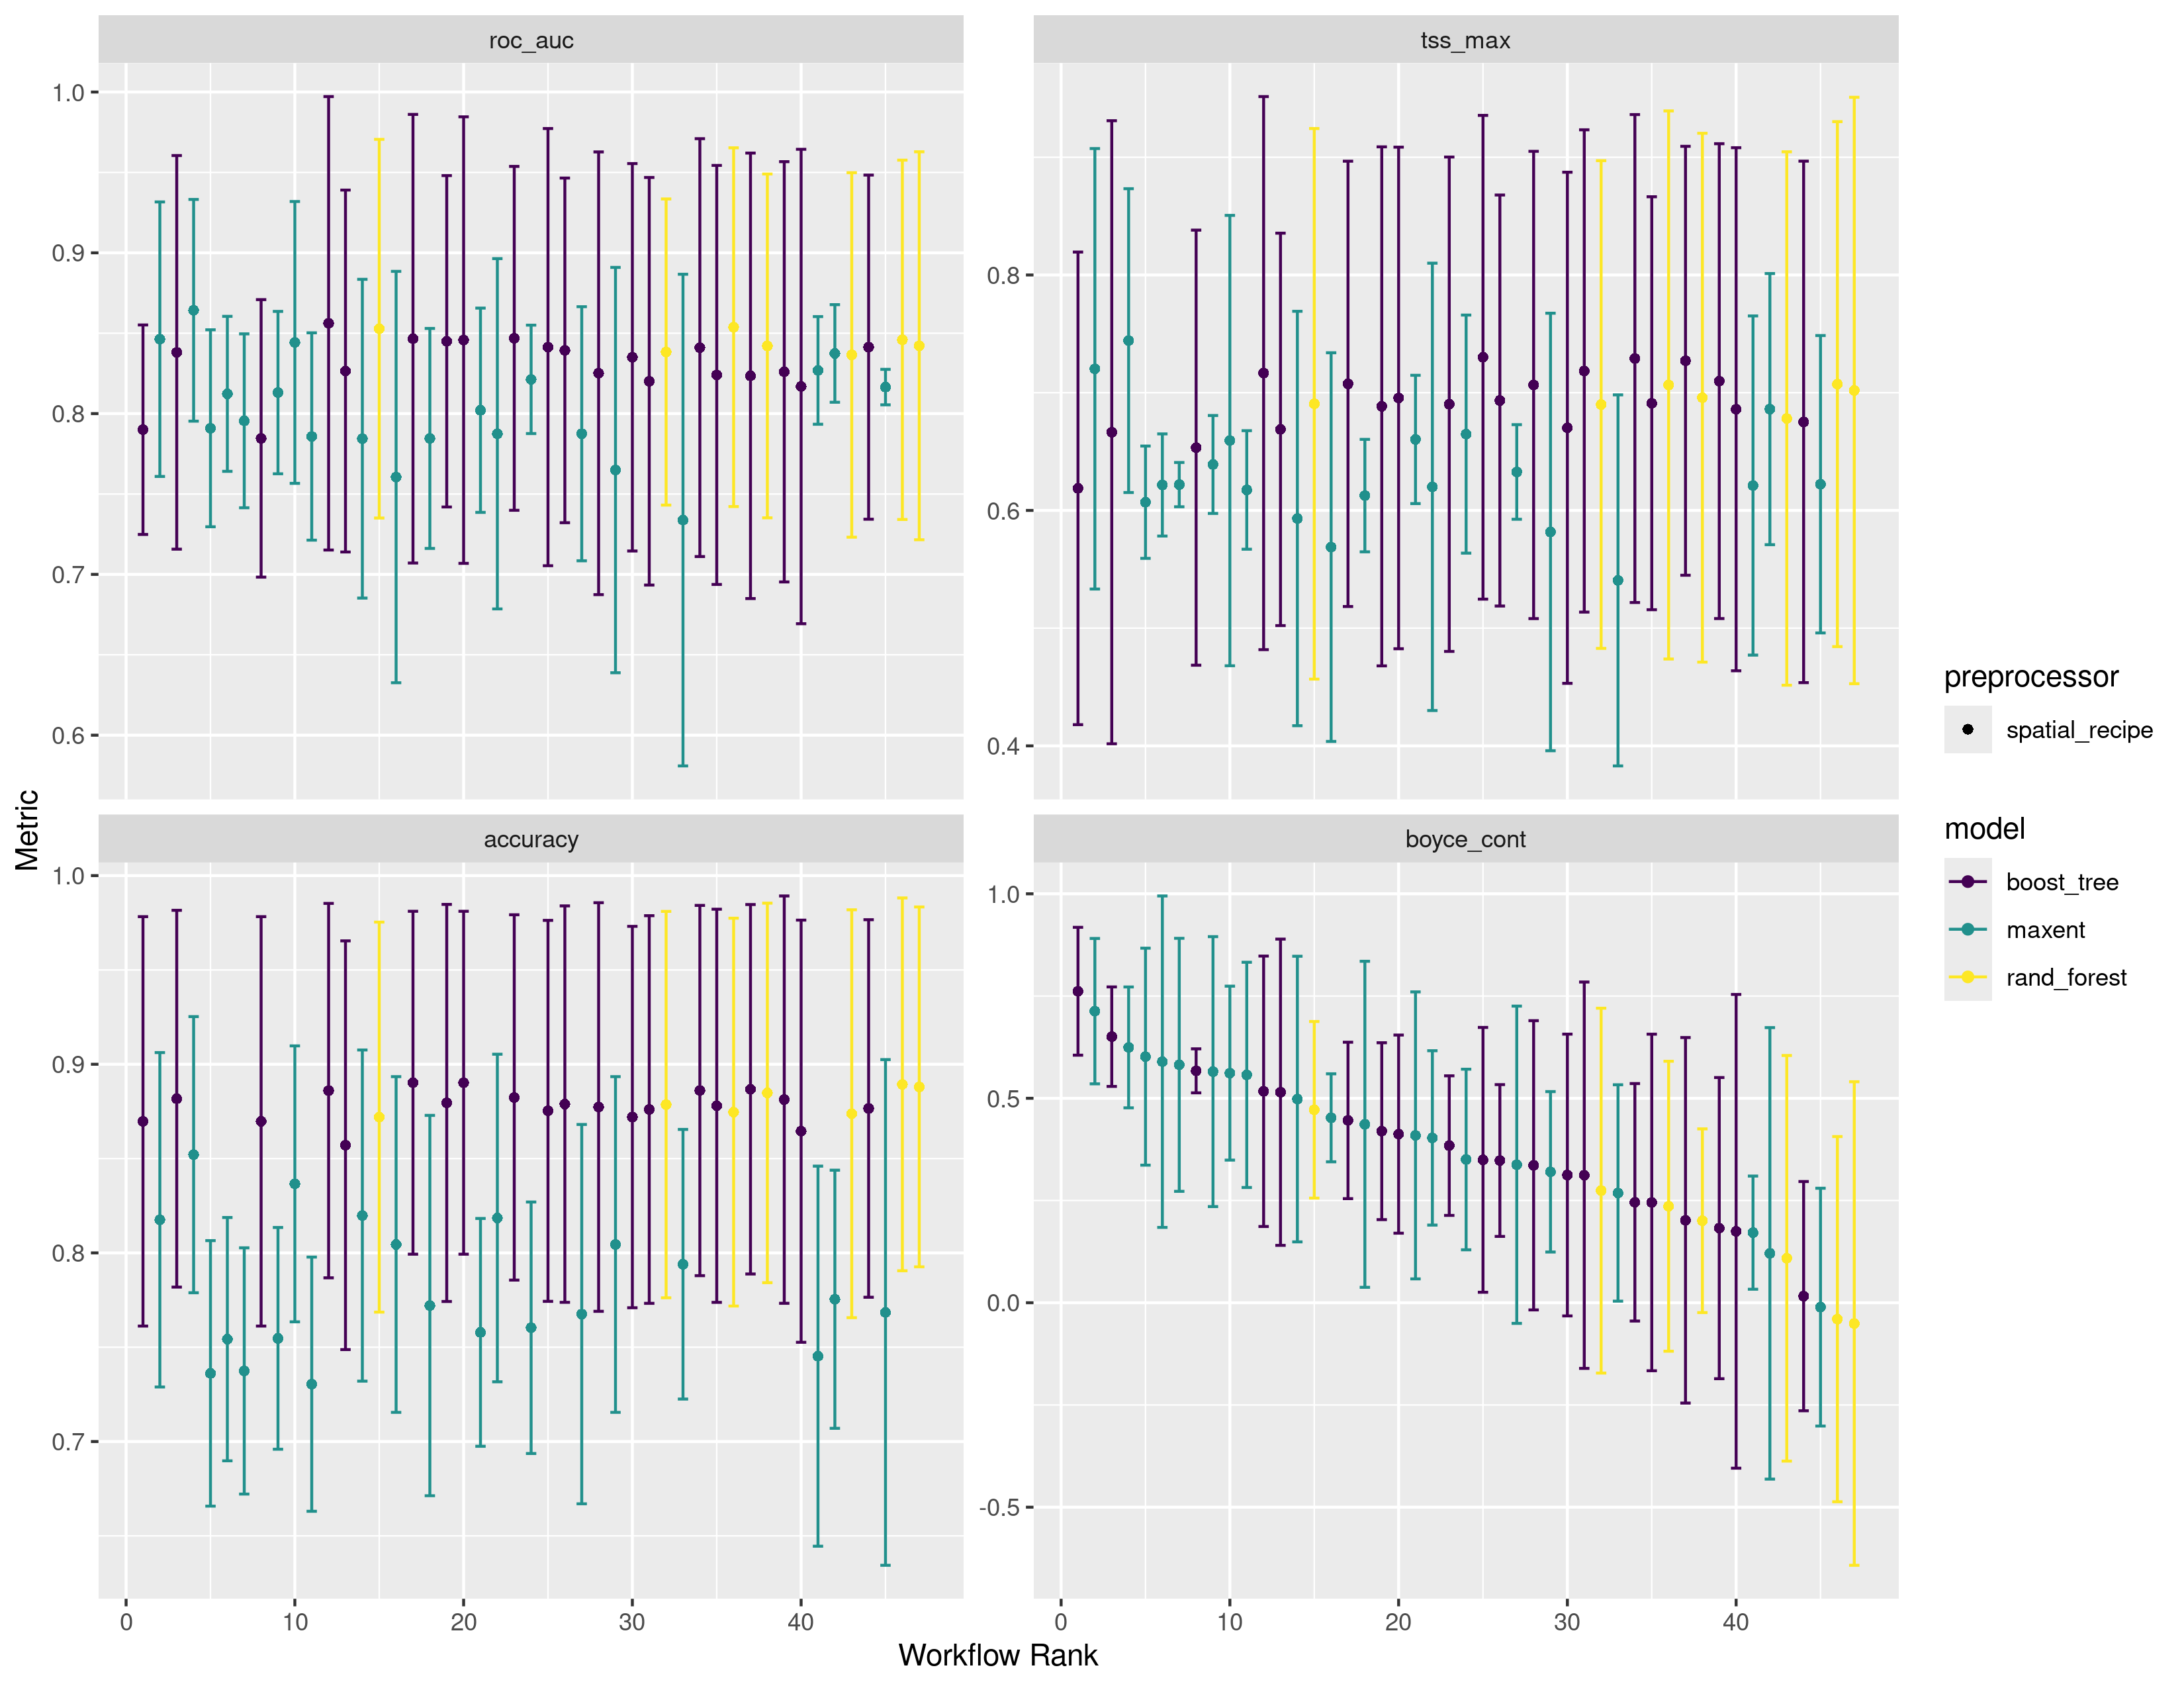 roc_auc
tss_max
1.0
0.9
0.8
0.7
0.6
0.8
0.6
0.4
accuracy
boyce_cont
1.0
0.9
0.8
0.7
1.0
0.5
0.0
-0.5
0 10 20 30 40
0 10 20 30 40
Workflow Rank
Metric
preprocessor
spatial_recipe
model
boost_tree
maxent
rand_forest